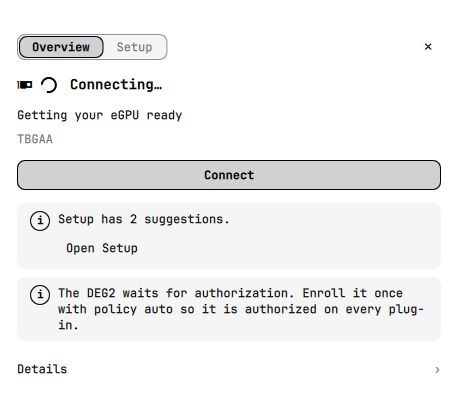 Overview Setup ×
Connecting…
Getting your eGPU ready
TBGAA
Connect
Setup has 2 suggestions.
Open Setup
The DEG2 waits for authorization. Enroll it once
with policy auto so it is authorized on every plug-
in.
Details ›